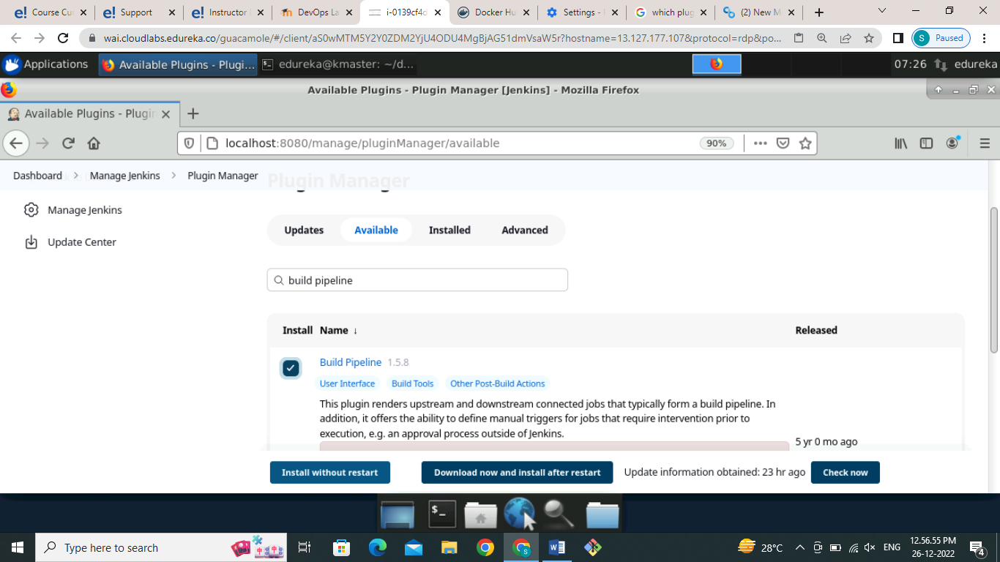 Course Cu
Support
Instructor
DevOps La
i-0139cf4d
Docker Hu
Settings -
which plug
(2) New M
wai.cloudlabs.edureka.co/guacamole/#/client/aS0wMTM5Y2Y0ZDM2YjU4ODU4MgBjAG51dmVsaW5r?hostname=13.127.177.107&protocol=rdp&po...
S Paused
Applications
Available Plugins - Plugi...
edureka@kmaster: ~/d...
07:26
edureka
Available Plugins - Plugin Manager [Jenkins] - Mozilla Firefox
Available Plugins - Plugin
localhost:8080/manage/pluginManager/available
90%
Dashboard
Manage Jenkins
Plugin Manager
Plugin Manager
Manage Jenkins
Update Center
Updates
Available
Installed
Advanced
build pipeline
Install Name ↓
Released
Build Pipeline 1.5.8
User Interface
Build Tools
Other Post-Build Actions
This plugin renders upstream and downstream connected jobs that typically form a build pipeline. In
addition, it offers the ability to define manual triggers for jobs that require intervention prior to
execution, e.g. an approval process outside of Jenkins.
5 yr 0 mo ago
Install without restart
Download now and install after restart
Update information obtained: 23 hr ago
Check now
Type here to search
28°C
ENG
12.56.55 PM
26-12-2022
4